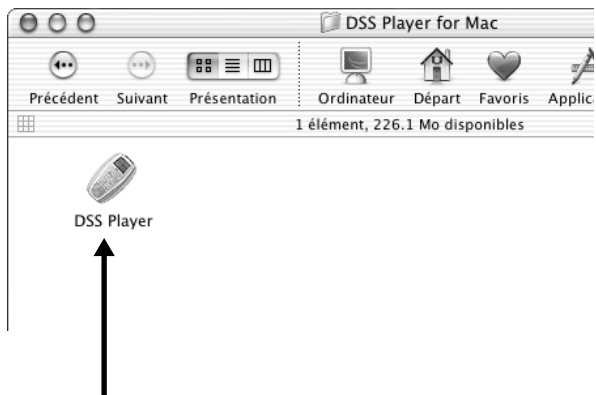 DSS Player for Mac
Précédent Suivant Présentation Ordinateur Départ Favoris
1 élément, 226.1 Mo disponibles
DSS Player